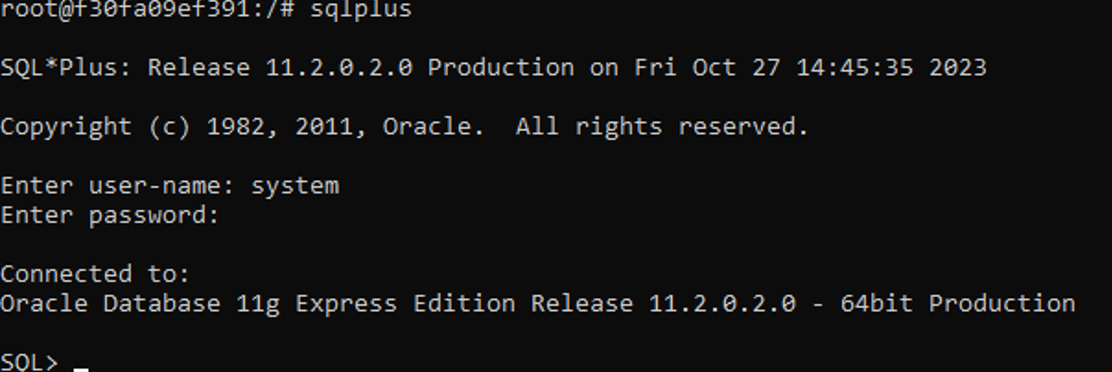 root@f30fa09ef391:/# sqlplus
SQL*Plus: Release 11.2.0.2.0 Production on Fri Oct 27 14:45:35 2023
Copyright (c) 1982, 2011, Oracle.  All rights reserved.
Enter user-name: system
Enter password:
Connected to:
Oracle Database 11g Express Edition Release 11.2.0.2.0 - 64bit Production
SQL>